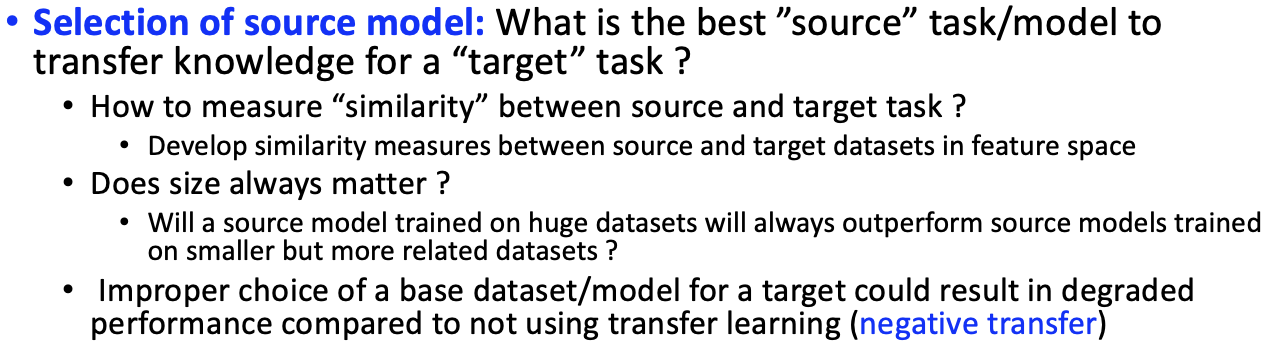 • Selection of source model: What is the best ”source” task/model to
transfer knowledge for a “target” task ?
• How to measure “similarity” between source and target task ?
• Develop similarity measures between source and target datasets in feature space
• Does size always matter ?
• Will a source model trained on huge datasets will always outperform source models trained
on smaller but more related datasets ?
• Improper choice of a base dataset/model for a target could result in degraded
performance compared to not using transfer learning (negative transfer)